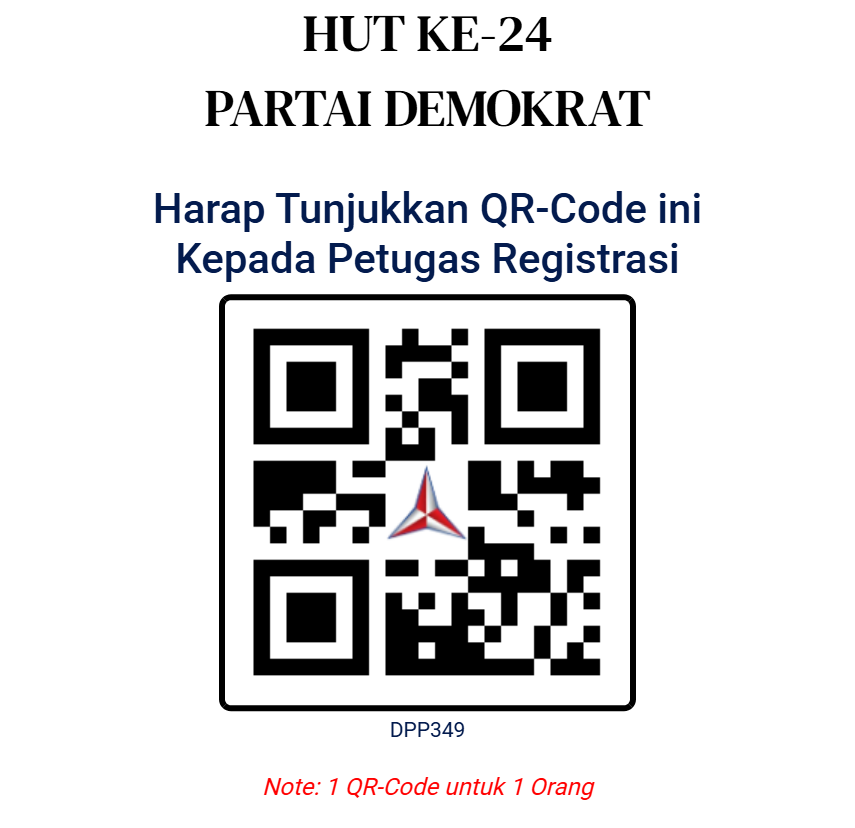 HUT KE-24
PARTAI DEMOKRAT
Harap Tunjukkan QR-Code ini
Kepada Petugas Registrasi
DPP349
Note: 1 QR-Code untuk 1 Orang